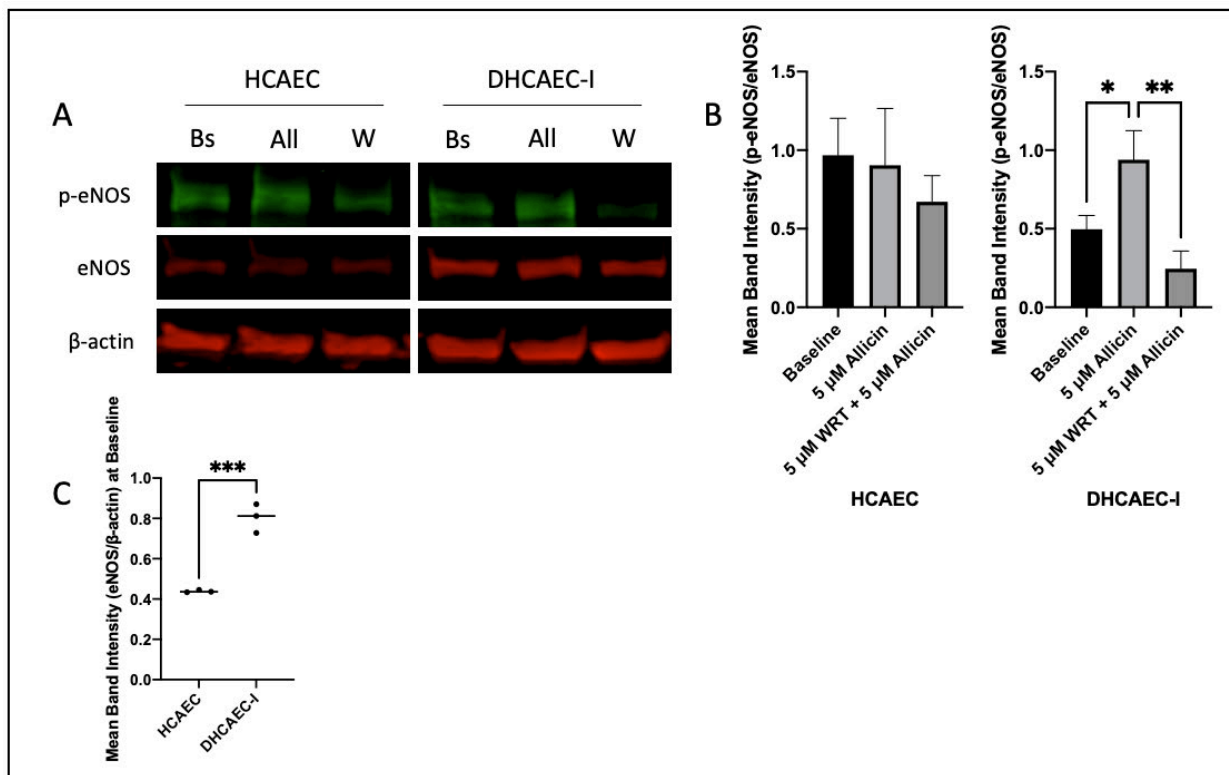 A
HCAEC
DHCAEC-I
Bs
All
W
Bs
All
W
p-eNOS
eNOS
β-actin
B
Mean Band Intensity (p-eNOS/eNOS)
1.5
1.0
0.5
0.0
Baseline
5 µM Allicin
5 µM WRT + 5 µM Allicin
HCAEC
Mean Band Intensity (p-eNOS/eNOS)
1.5
1.0
0.5
0.0
*
**
Baseline
5 µM Allicin
5 µM WRT + 5 µM Allicin
DHCAEC-I
C
Mean Band Intensity (eNOS/β-actin) at Baseline
1.0
0.8
0.6
0.4
0.2
0.0
***
HCAEC
DHCAEC-I